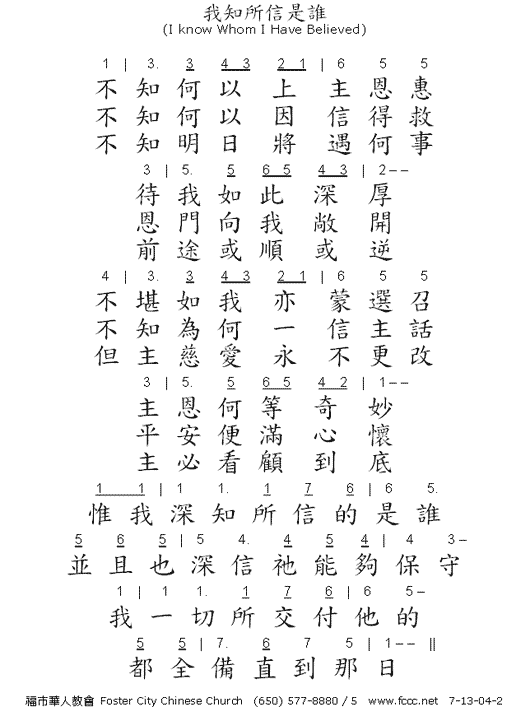 我知所信是誰
(I know Whom I Have Believed)
1 | 3. 3 4 3 2 1 | 6 5 5
不知何以上主恩惠
不知何以因信得救
不知明日將遇何事
3 | 5. 5 6 5 4 3 | 2 – –
待我如此深厚
恩門向我敞開
前途或順或逆
4 | 3. 3 4 3 2 1 | 6 5 5
不堪如我亦蒙選召
不知為何一信主話
但主慈愛永不更改
3 | 5. 5 6 5 4 2 | 1 – –
主恩何等奇妙
平安便滿心懷
主必看顧到底
1 1 | 1 1. 1 7 6 | 6 5.
惟我深知所信的是誰
5 6 5 | 5 4. 4 5 4 | 4 3 –
並且也深信祂能夠保守
1 | 1 1. 1 7 6 | 6 5 –
我一切所交付他的
5 5 | 7. 6 7 5 | 1 – – ||
都全備直到那日
福市華人教會 Foster City Chinese Church (650) 577-8880 / 5 www.fccc.net 7-13-04-2